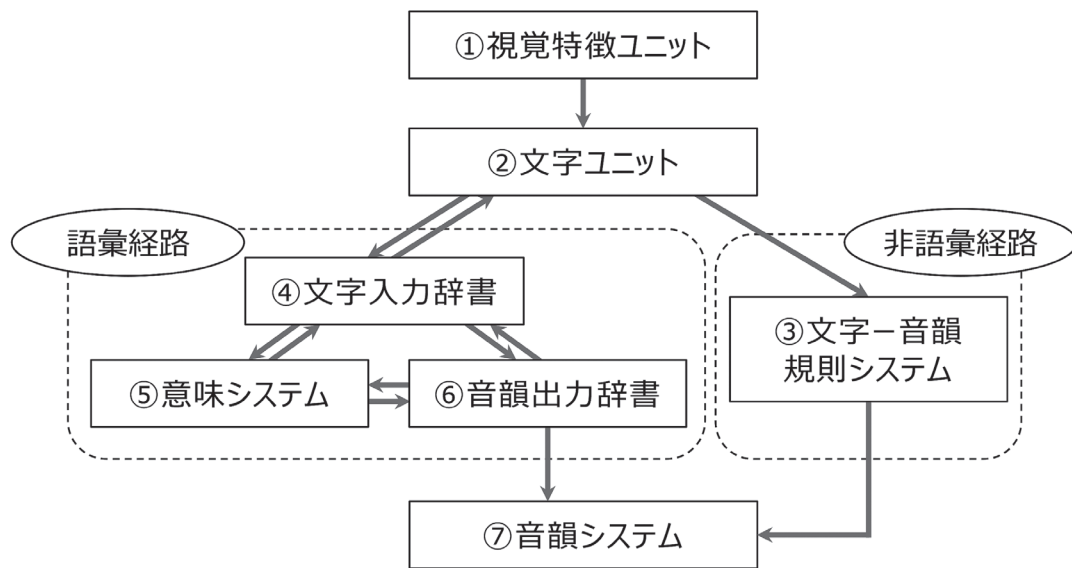 ①視覚特徴ユニット
②文字ユニット
語彙経路
非語彙経路
④文字入力辞書
③文字－音韻
規則システム
⑤意味システム
⑥音韻出力辞書
⑦音韻システム